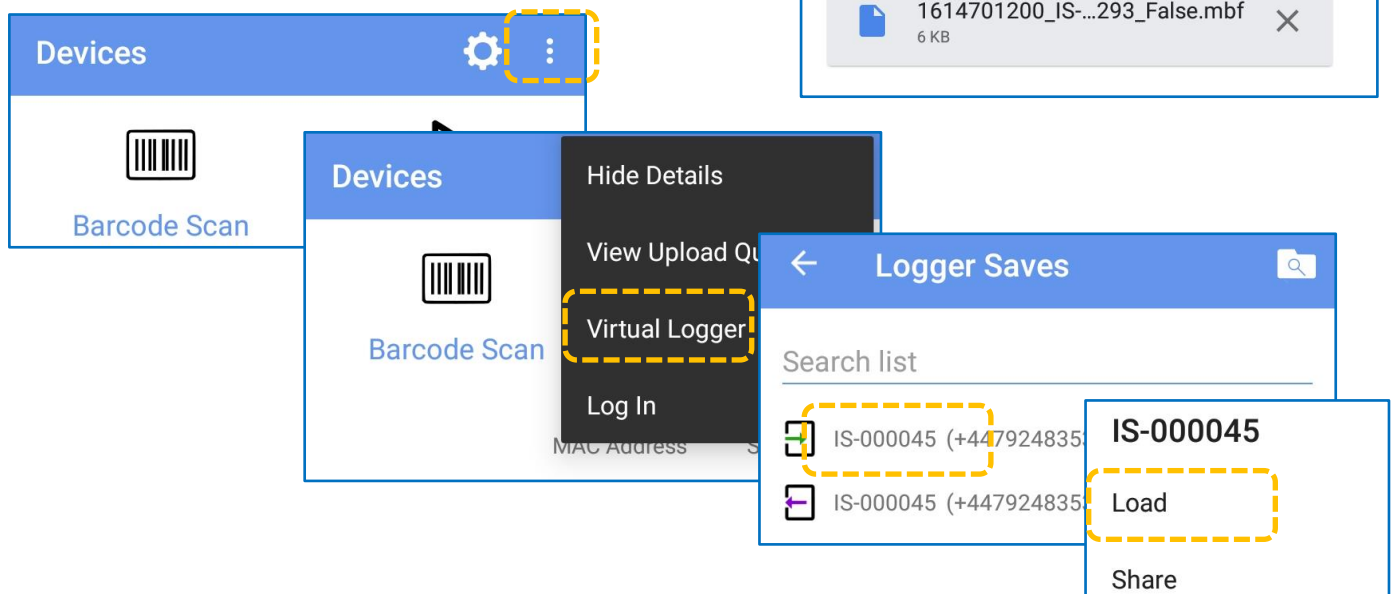 1614701200_IS-...293_False.mbf
6 KB
Devices
Barcode Scan
Devices
Hide Details
View Upload
Virtual Logger
Log In
Barcode Scan
MAC Address
Logger Saves
Search list
IS-000045 (+447924835
IS-000045 (+447924835
IS-000045
Load
Share